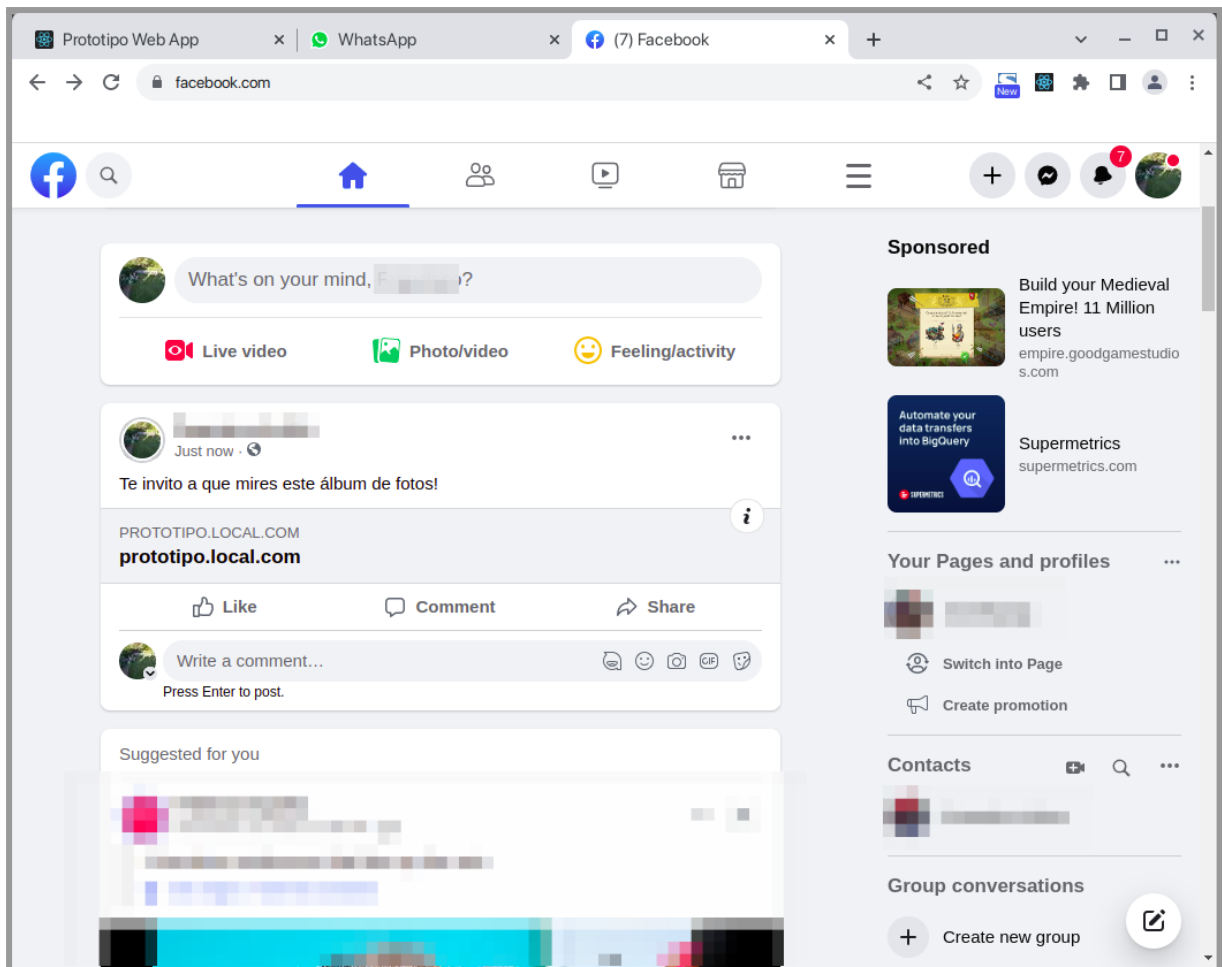 Prototipo Web App
WhatsApp
(7) Facebook
facebook.com
New
7
What's on your mind, ?
Live video
Photo/video
Feeling/activity
Just now ·
Te invito a que mires este álbum de fotos!
PROTOTIPO.LOCAL.COM
prototipo.local.com
Like
Comment
Share
Write a comment…
GIF
Press Enter to post.
Suggested for you
Sponsored
Build your Medieval
Empire! 11 Million
users
empire.goodgamestudio
s.com
Automate your
data transfers
into BigQuery
SUPERMETRICS
Supermetrics
supermetrics.com
Your Pages and profiles
Switch into Page
Create promotion
Contacts
Group conversations
Create new group